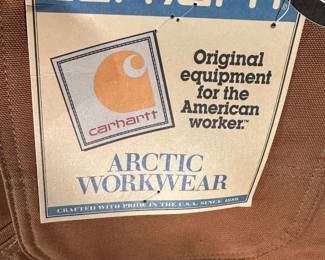 carhartt
Original
equipment
for the
American
worker.™
ARCTIC
WORKWEAR
CRAFTED WITH PRIDE IN THE U.S.A. SINCE 1889.